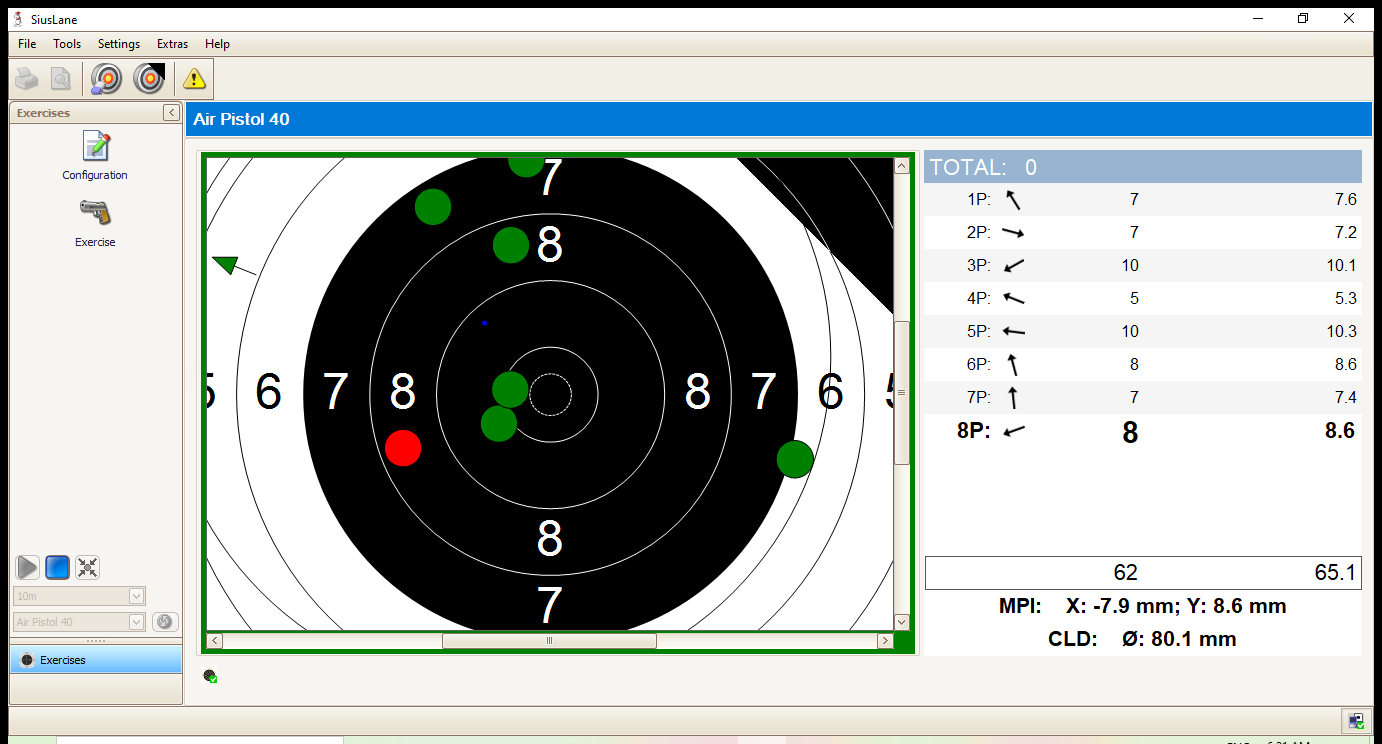 SiusLane
File Tools Settings Extras Help
Exercises
Configuration
Exercise
10m
Air Pistol 40
Exercises
Air Pistol 40
7
8
5 6 7 8 8 7 6 5
8
7
TOTAL: 0
1P: 7 7.6
2P: 7 7.2
3P: 10 10.1
4P: 5 5.3
5P: 10 10.3
6P: 8 8.6
7P: 7 7.4
8P: 8 8.6
62 65.1
MPI: X: -7.9 mm; Y: 8.6 mm
CLD: Ø: 80.1 mm